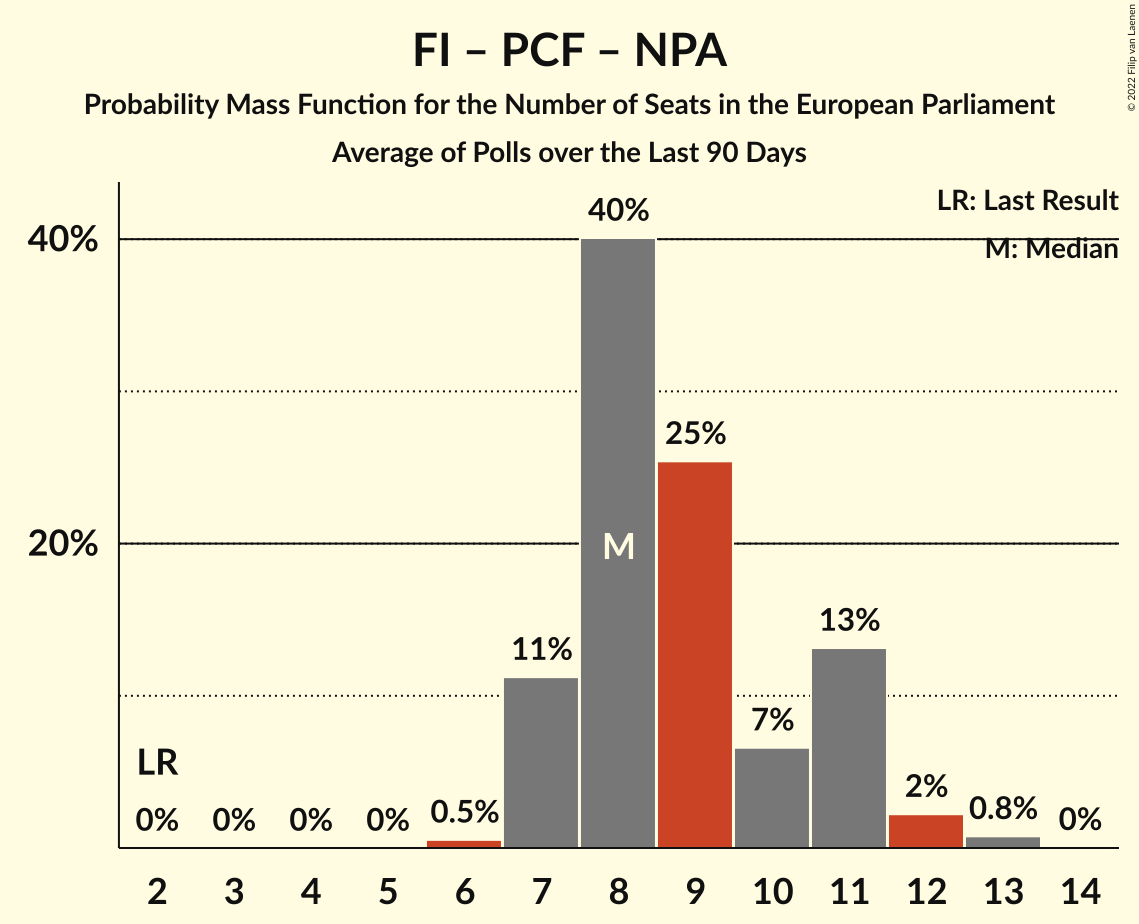 FI – PCF – NPA
Probability Mass Function for the Number of Seats in the European Parliament
Average of Polls over the Last 90 Days
© 2022 Filip van Laenen
LR: Last Result
M: Median
40%
20%
40%
25%
M
13%
11%
7%
LR
2%
0%
0%
0%
0%
0.5%
0.8%
0%
2 3 4 5 6 7 8 9 10 11 12 13 14